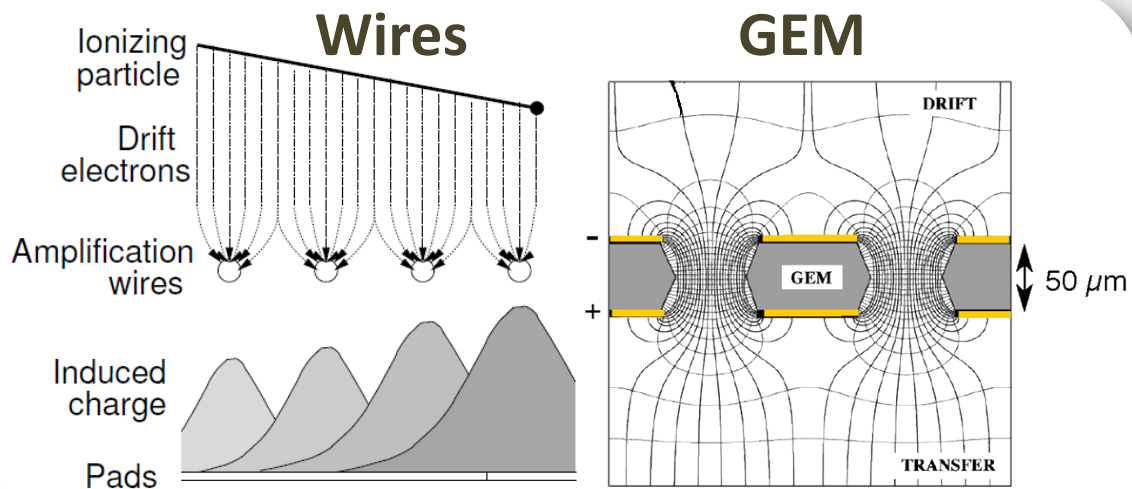 Wires
GEM
Ionizing
particle
Drift
electrons
Amplification
wires
Induced
charge
Pads
DRIFT
-
GEM
50 µm
+
TRANSFER